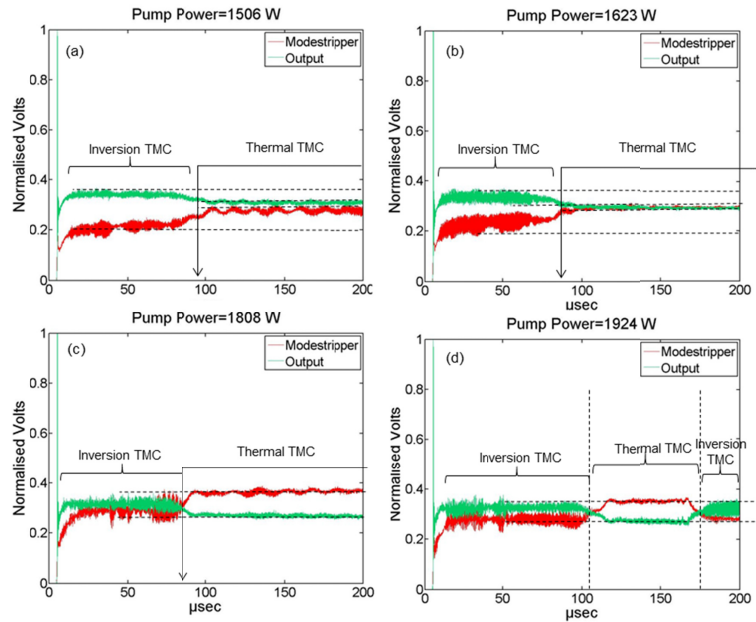 Pump Power=1506 W
(a)
Modestripper
Output
Inversion TMC
Thermal TMC
Normalised Volts
1
0.8
0.6
0.4
0.2
0
0 50 100 150 200
Pump Power=1623 W
(b)
Modestripper
Output
Inversion TMC
Thermal TMC
Normalised Volts
1
0.8
0.6
0.4
0.2
0
0 50 100 150 200
µsec
Pump Power=1808 W
(c)
Modestripper
Output
Inversion TMC
Thermal TMC
Normalised Volts
1
0.8
0.6
0.4
0.2
0
0 50 100 150 200
µsec
Pump Power=1924 W
(d)
Modestripper
Output
Inversion TMC
Thermal TMC
Inversion
TMC
Normalised Volts
1
0.8
0.6
0.4
0.2
0
0 50 100 150 200
µsec